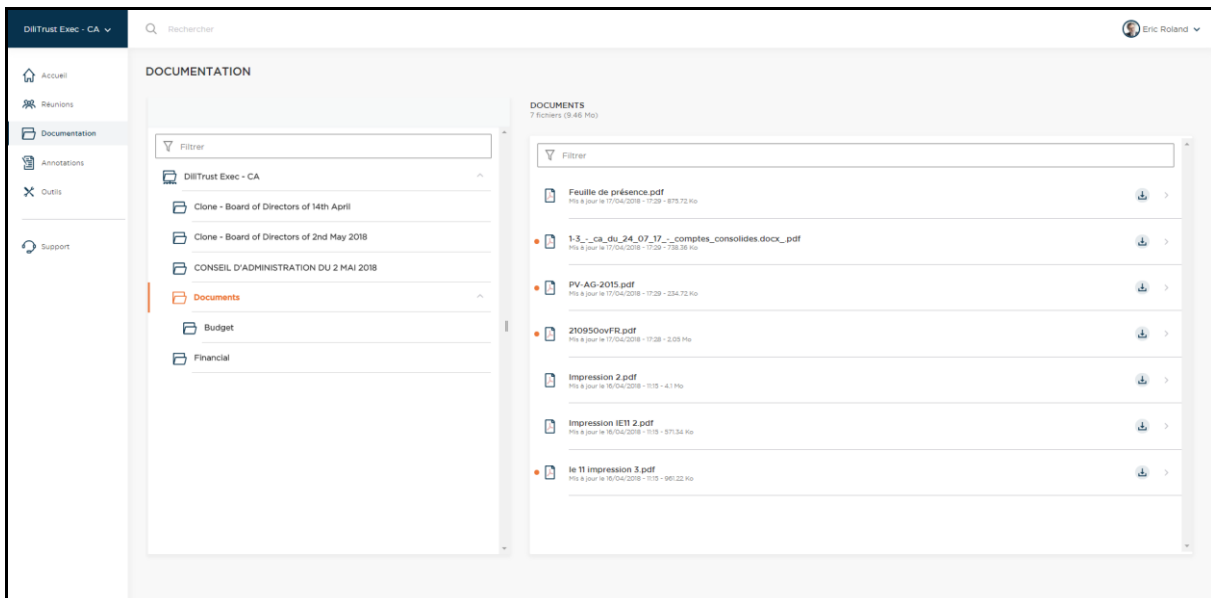 DiliTrust Exec - CA
Rechercher
Eric Roland
Accueil
Réunions
Documentation
Annotations
Outils
Support
DOCUMENTATION
Filtrer
DiliTrust Exec - CA
Clone - Board of Directors of 14th April
Clone - Board of Directors of 2nd May 2018
CONSEIL D'ADMINISTRATION DU 2 MAI 2018
Documents
Budget
Financial
DOCUMENTS
7 fichiers (9.46 Mo)
Filtrer
Feuille de présence.pdf
Mis à jour le 17/04/2018 - 17:29 - 875.72 Ko
1-3_-_ca_du_24_07_17_-_comptes_consolides.docx_.pdf
Mis à jour le 17/04/2018 - 17:29 - 738.36 Ko
PV-AG-2015.pdf
Mis à jour le 17/04/2018 - 17:29 - 234.72 Ko
210950ovFR.pdf
Mis à jour le 17/04/2018 - 17:28 - 2.05 Mo
Impression 2.pdf
Mis à jour le 16/04/2018 - 11:15 - 4.1 Mo
Impression IE11 2.pdf
Mis à jour le 16/04/2018 - 11:15 - 571.34 Ko
Ie 11 impression 3.pdf
Mis à jour le 16/04/2018 - 11:15 - 961.22 Ko